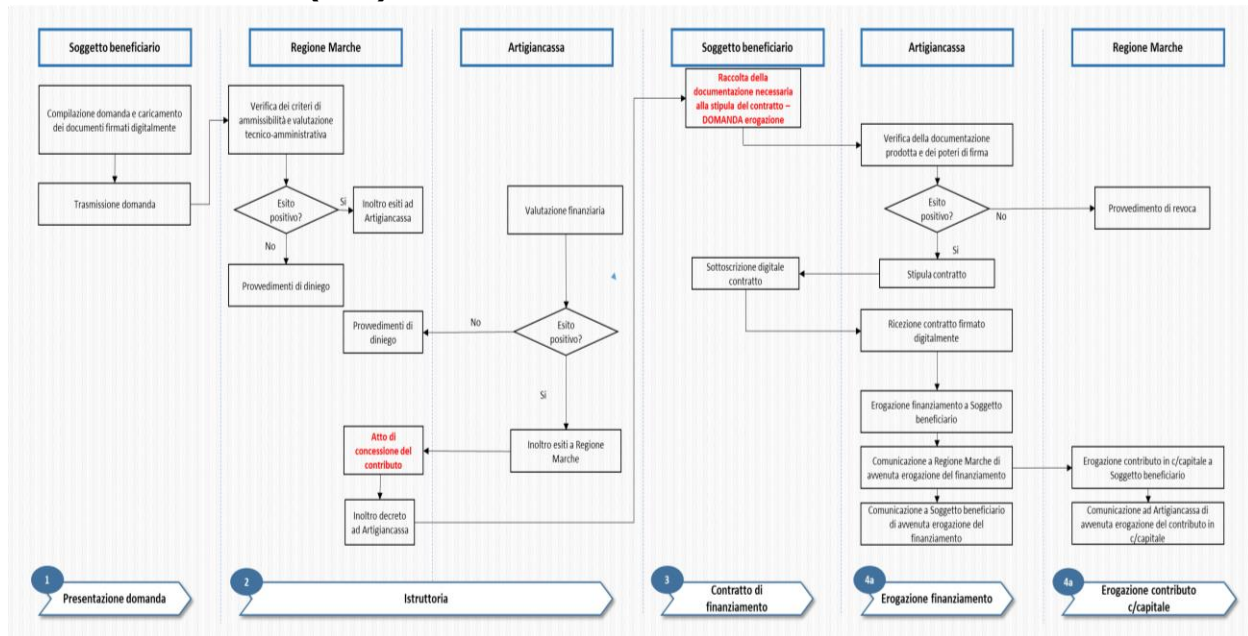 Soggetto beneficiario
Regione Marche
Artigiancassa
Soggetto beneficiario
Artigiancassa
Regione Marche
Compilazione domanda e caricamento
dei documenti firmati digitalmente
Trasmissione domanda
Verifica dei criteri di
ammissibilità e valutazione
tecnico-amministrativa
Esito
positivo?
Si
Inoltro esiti ad
Artigiancassa
No
Provvedimenti di diniego
Valutazione finanziaria
Esito
positivo?
No
Provvedimenti di
diniego
Si
Inoltro esiti a Regione
Marche
Atto di
concessione del
contributo
Inoltro decreto
ad Artigiancassa
Raccolta della
documentazione necessaria
alla stipula del contratto –
DOMANDA erogazione
Verifica della documentazione
prodotta e dei poteri di firma
Esito
positivo?
No
Provvedimento di revoca
Si
Stipula contratto
Sottoscrizione digitale
contratto
Ricezione contratto firmato
digitalmente
Erogazione finanziamento a Soggetto
beneficiario
Comunicazione a Regione Marche di
avvenuta erogazione del finanziamento
Comunicazione a Soggetto beneficiario
di avvenuta erogazione del
finanziamento
Erogazione contributo in c/capitale a
Soggetto beneficiario
Comunicazione ad Artigiancassa di
avvenuta erogazione del contributo in
c/capitale
1
Presentazione domanda
2
Istruttoria
3
Contratto di
finanziamento
4a
Erogazione finanziamento
4a
Erogazione contributo
c/capitale